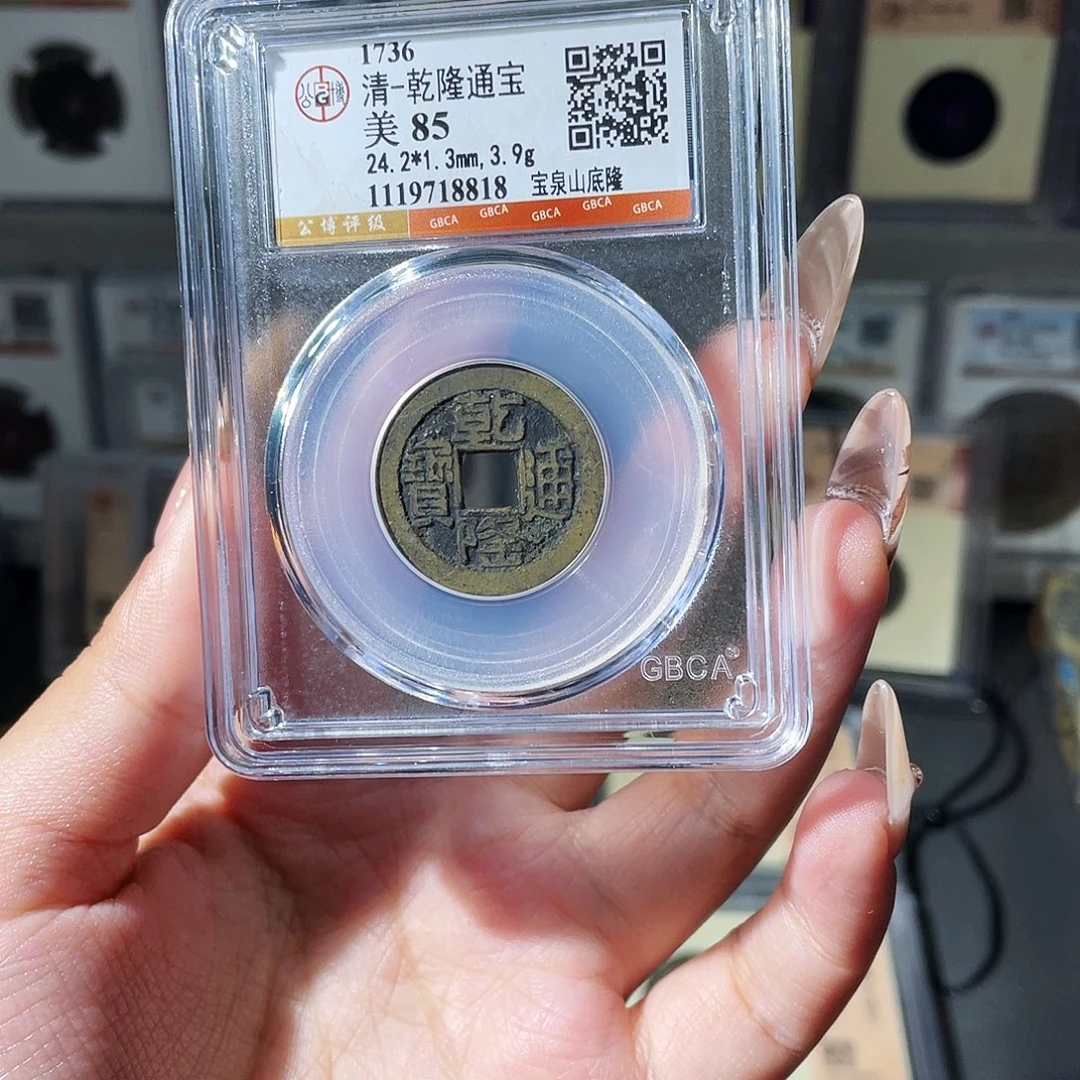 1736
清-乾隆通宝
美 85
24.2*1.3mm, 3.9g
1119718818 宝泉山底隆
公博评级 GBCA GBCA GBCA GBCA GBCA
乾
寶 通
隆
GBCA